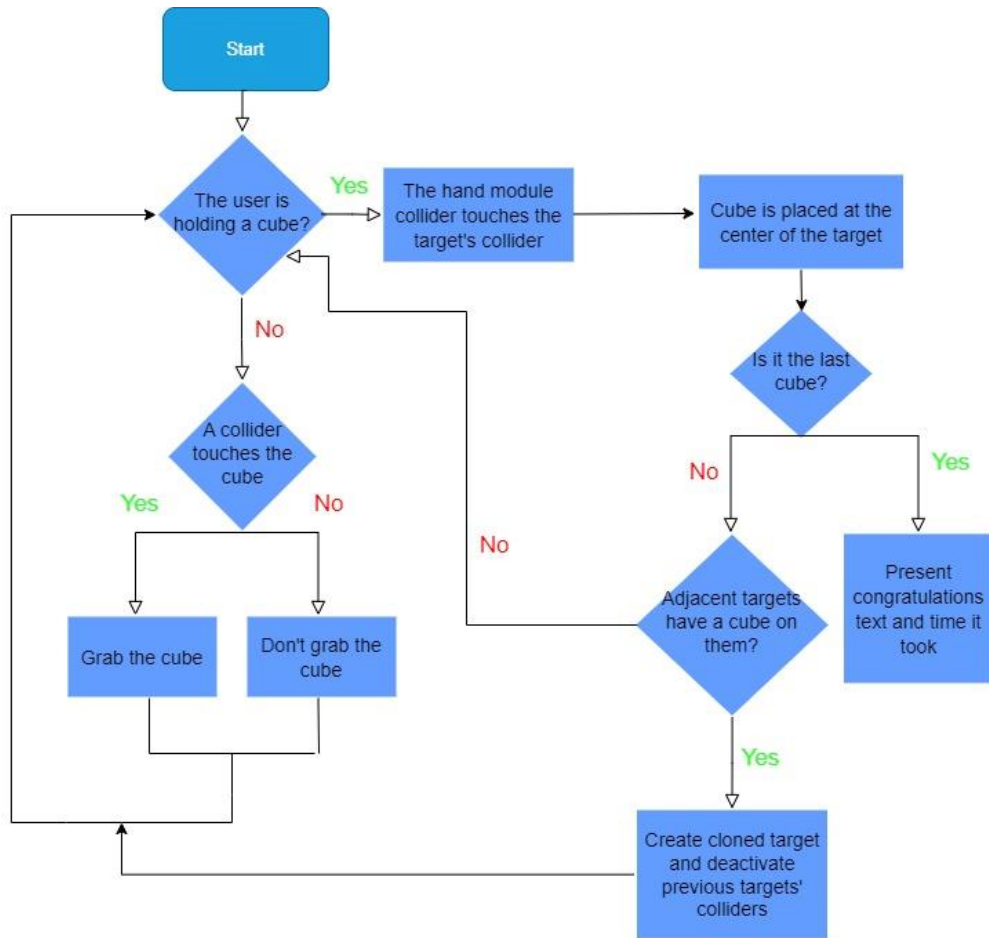 Start
The user is
holding a cube?
Yes
The hand module
collider touches the
target's collider
Cube is placed at the
center of the target
No
Is it the last
cube?
A collider
touches the
cube
Yes
No
No
Yes
No
Grab the cube
Don't grab the
cube
Adjacent targets
have a cube on
them?
Present
congratulations
text and time it
took
Yes
Create cloned target
and deactivate
previous targets'
colliders